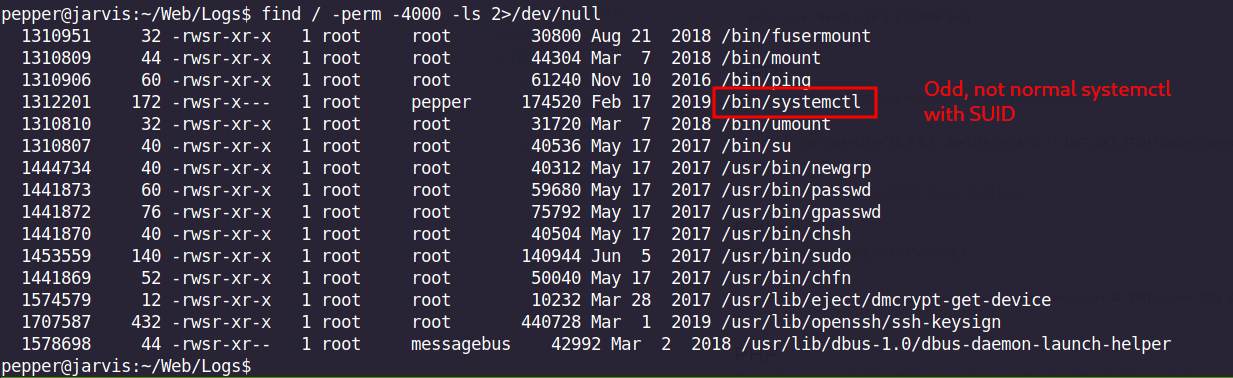 pepper@jarvis:~/Web/Logs$ find / -perm -4000 -ls 2>/dev/null
1310951 32 -rwsr-xr-x 1 root root 30800 Aug 21 2018 /bin/fusermount
1310809 44 -rwsr-xr-x 1 root root 44304 Mar 7 2018 /bin/mount
1310906 60 -rwsr-xr-x 1 root root 61240 Nov 10 2016 /bin/ping
1312201 172 -rwsr-x--- 1 root pepper 174520 Feb 17 2019 /bin/systemctl
Odd, not normal systemctl
with SUID
1310810 32 -rwsr-xr-x 1 root root 31720 Mar 7 2018 /bin/umount
1310807 40 -rwsr-xr-x 1 root root 40536 May 17 2017 /bin/su
1444734 40 -rwsr-xr-x 1 root root 40312 May 17 2017 /usr/bin/newgrp
1441873 60 -rwsr-xr-x 1 root root 59680 May 17 2017 /usr/bin/passwd
1441872 76 -rwsr-xr-x 1 root root 75792 May 17 2017 /usr/bin/gpasswd
1441870 40 -rwsr-xr-x 1 root root 40504 May 17 2017 /usr/bin/chsh
1453559 140 -rwsr-xr-x 1 root root 140944 Jun 5 2017 /usr/bin/sudo
1441869 52 -rwsr-xr-x 1 root root 50040 May 17 2017 /usr/bin/chfn
1574579 12 -rwsr-xr-x 1 root root 10232 Mar 28 2017 /usr/lib/eject/dmcrypt-get-device
1707587 432 -rwsr-xr-x 1 root root 440728 Mar 1 2019 /usr/lib/openssh/ssh-keysign
1578698 44 -rwsr-xr-- 1 root messagebus 42992 Mar 2 2018 /usr/lib/dbus-1.0/dbus-daemon-launch-helper
pepper@jarvis:~/Web/Logs$